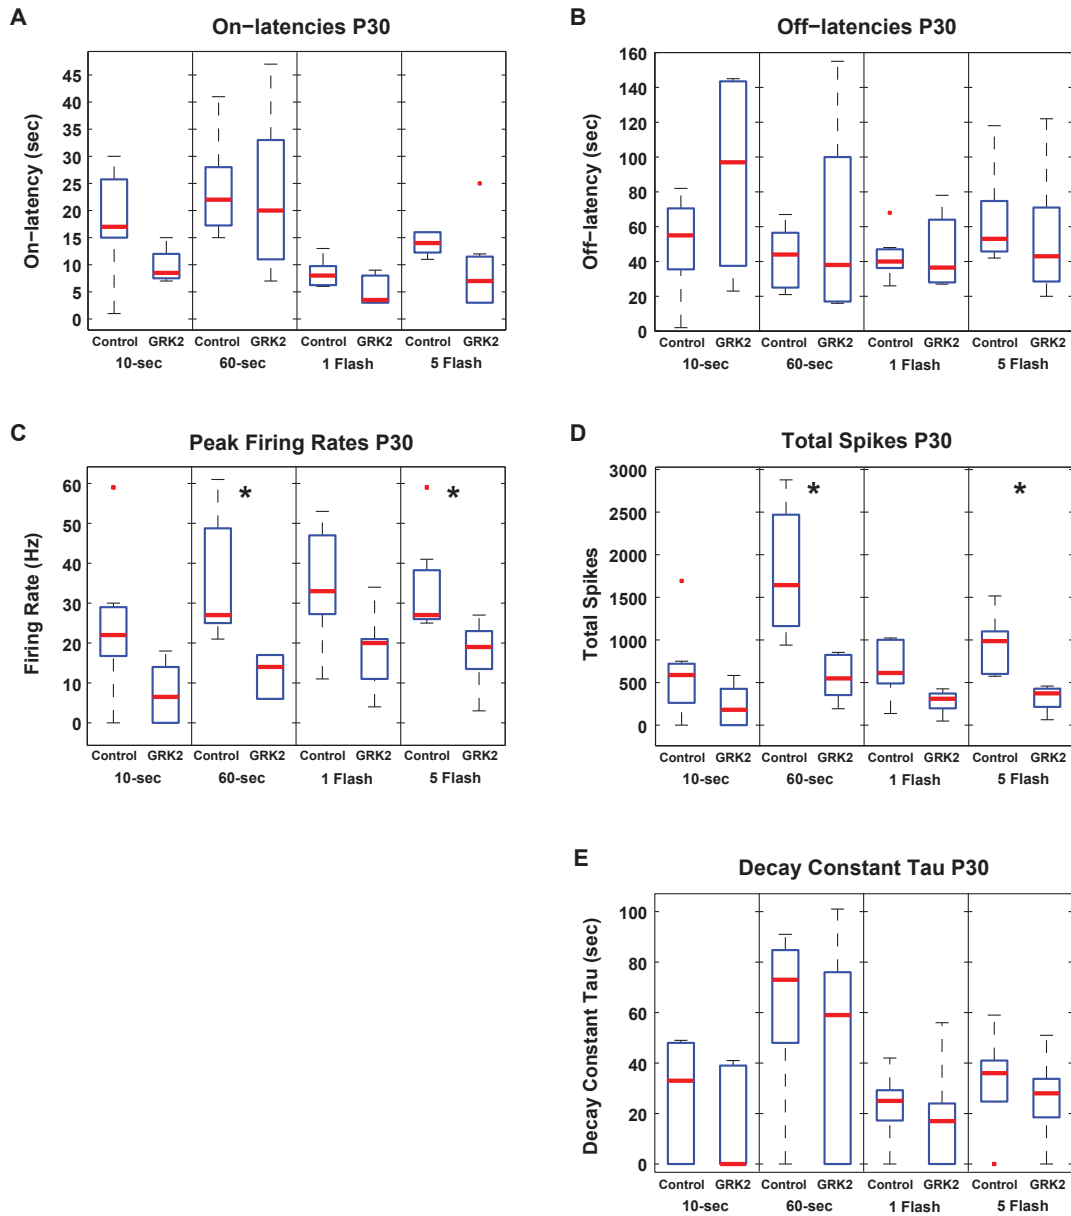 A
On−latencies P30
On−latency (sec)
45
40
35
30
25
20
15
10
5
0
Control GRK2 Control GRK2 Control GRK2 Control GRK2
10-sec 60-sec 1 Flash 5 Flash
B
Off−latencies P30
Off−latency (sec)
160
140
120
100
80
60
40
20
0
Control GRK2 Control GRK2 Control GRK2 Control GRK2
10-sec 60-sec 1 Flash 5 Flash
C
Peak Firing Rates P30
Firing Rate (Hz)
60
50
40
30
20
10
0
* *
Control GRK2 Control GRK2 Control GRK2 Control GRK2
10-sec 60-sec 1 Flash 5 Flash
D
Total Spikes P30
Total Spikes
3000
2500
2000
1500
1000
500
0
* *
Control GRK2 Control GRK2 Control GRK2 Control GRK2
10-sec 60-sec 1 Flash 5 Flash
E
Decay Constant Tau P30
Decay Constant Tau (sec)
100
80
60
40
20
0
Control GRK2 Control GRK2 Control GRK2 Control GRK2
10-sec 60-sec 1 Flash 5 Flash